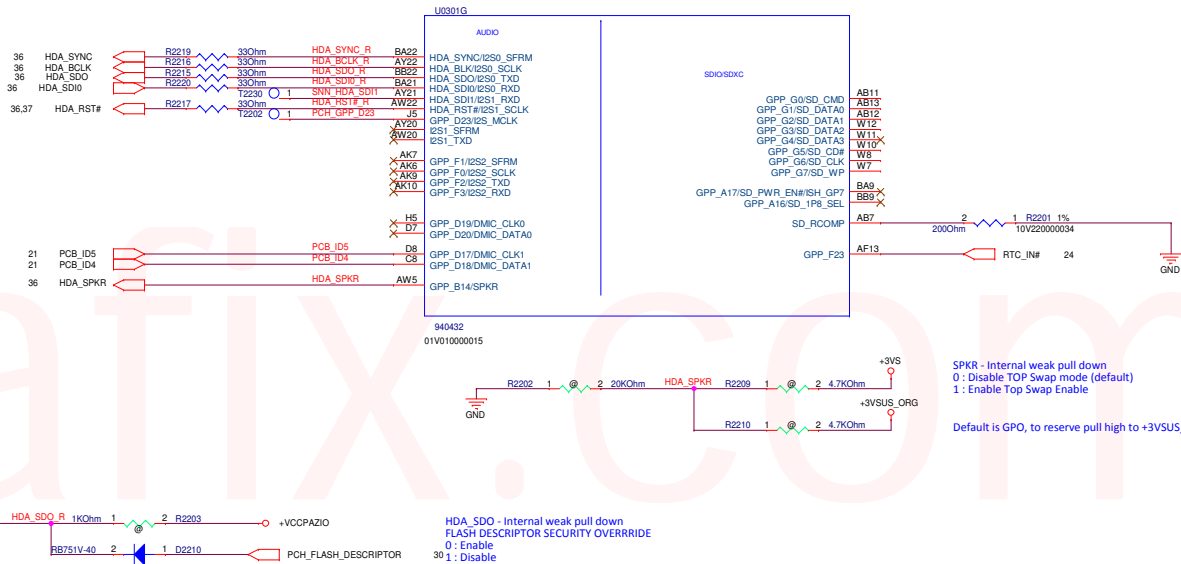 U0301G
AUDIO
SDIO/SDXC
36 HDA_SYNC R2219 33Ohm HDA_SYNC_R BA22 HDA_SYNC/I2S0_SFRM
36 HDA_BCLK R2216 33Ohm HDA_BCLK_R AY22 HDA_BLK/I2S0_SCLK
36 HDA_SDO R2215 33Ohm HDA_SDO_R BB22 HDA_SDO/I2S0_TXD
36 HDA_SDI0 R2220 33Ohm HDA_SDI0_R BA21 HDA_SDI0/I2S0_RXD
T2230 1 SNN_HDA_SDI1 AY21 HDA_SDI1/I2S1_RXD
36,37 HDA_RST# R2217 33Ohm HDA_RST#_R AW22 HDA_RST#/I2S1_SCLK
T2202 1 PCH_GPP_D23 J5 GPP_D23/I2S_MCLK
AY20 I2S1_SFRM
AW20 I2S1_TXD
AK7 GPP_F1/I2S2_SFRM
AK6 GPP_F0/I2S2_SCLK
AK9 GPP_F2/I2S2_TXD
AK10 GPP_F3/I2S2_RXD
H5 GPP_D19/DMIC_CLK0
D7 GPP_D20/DMIC_DATA0
21 PCB_ID5 PCB_ID5 D8 GPP_D17/DMIC_CLK1
21 PCB_ID4 PCB_ID4 C8 GPP_D18/DMIC_DATA1
36 HDA_SPKR HDA_SPKR AW5 GPP_B14/SPKR
GPP_G0/SD_CMD AB11
GPP_G1/SD_DATA0 AB13
GPP_G2/SD_DATA1 AB12
GPP_G3/SD_DATA2 W12
GPP_G4/SD_DATA3 W11
GPP_G5/SD_CD# W10
GPP_G6/SD_CLK W8
GPP_G7/SD_WP W7
GPP_A17/SD_PWR_EN#/ISH_GP7 BA9
GPP_A16/SD_1P8_SEL BB9
SD_RCOMP AB7 2 1 R2201 1%
200Ohm 10V220000034
GND
GPP_F23 AF13 RTC_IN# 24
940432
01V010000015
+3VS
R2202 1 @ 2 20KOhm HDA_SPKR R2209 1 @ 2 4.7KOhm
GND
+3VSUS_ORG
R2210 1 @ 2 4.7KOhm
SPKR - Internal weak pull down
0 : Disable TOP Swap mode (default)
1 : Enable Top Swap Enable
Default is GPO, to reserve pull high to +3VSUS_
afix.com
HDA_SDO_R 1KOhm 1 @ 2 R2203 +VCCPAZIO
RB751V-40 2 1 D2210 PCH_FLASH_DESCRIPTOR 30
HDA_SDO - Internal weak pull down
FLASH DESCRIPTOR SECURITY OVERRRIDE
0 : Enable
1 : Disable